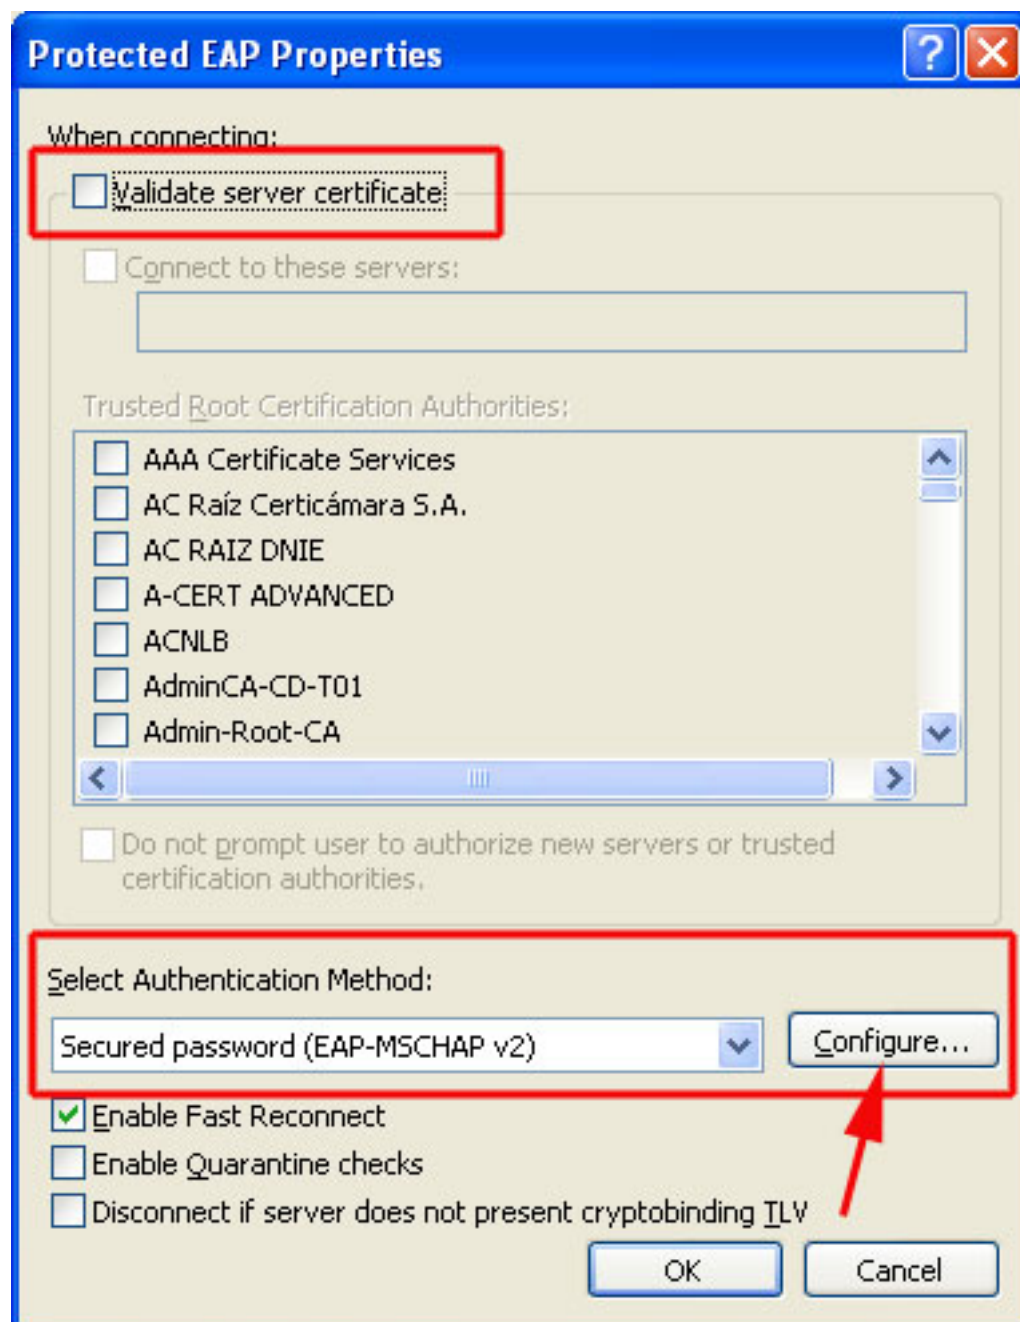 Protected EAP Properties
When connecting:
Validate server certificate
Connect to these servers:
Trusted Root Certification Authorities:
AAA Certificate Services
AC Raíz Certicámara S.A.
AC RAIZ DNIE
A-CERT ADVANCED
ACNLB
AdminCA-CD-T01
Admin-Root-CA
Do not prompt user to authorize new servers or trusted
certification authorities.
Select Authentication Method:
Secured password (EAP-MSCHAP v2)
Configure...
Enable Fast Reconnect
Enable Quarantine checks
Disconnect if server does not present cryptobinding TLV
OK
Cancel